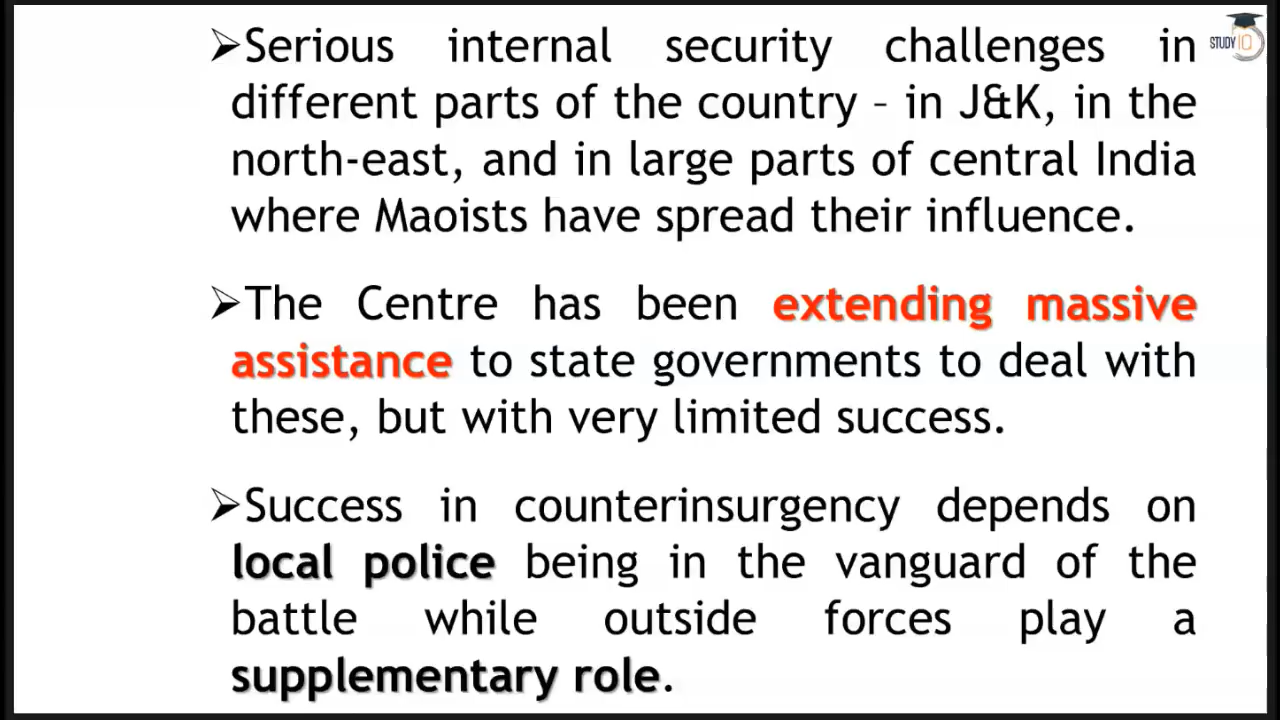 ➢Serious internal security challenges in
different parts of the country – in J&K, in the
north-east, and in large parts of central India
where Maoists have spread their influence.
➢The Centre has been extending massive
assistance to state governments to deal with
these, but with very limited success.
➢Success in counterinsurgency depends on
local police being in the vanguard of the
battle while outside forces play a
supplementary role.
STUDY IQ